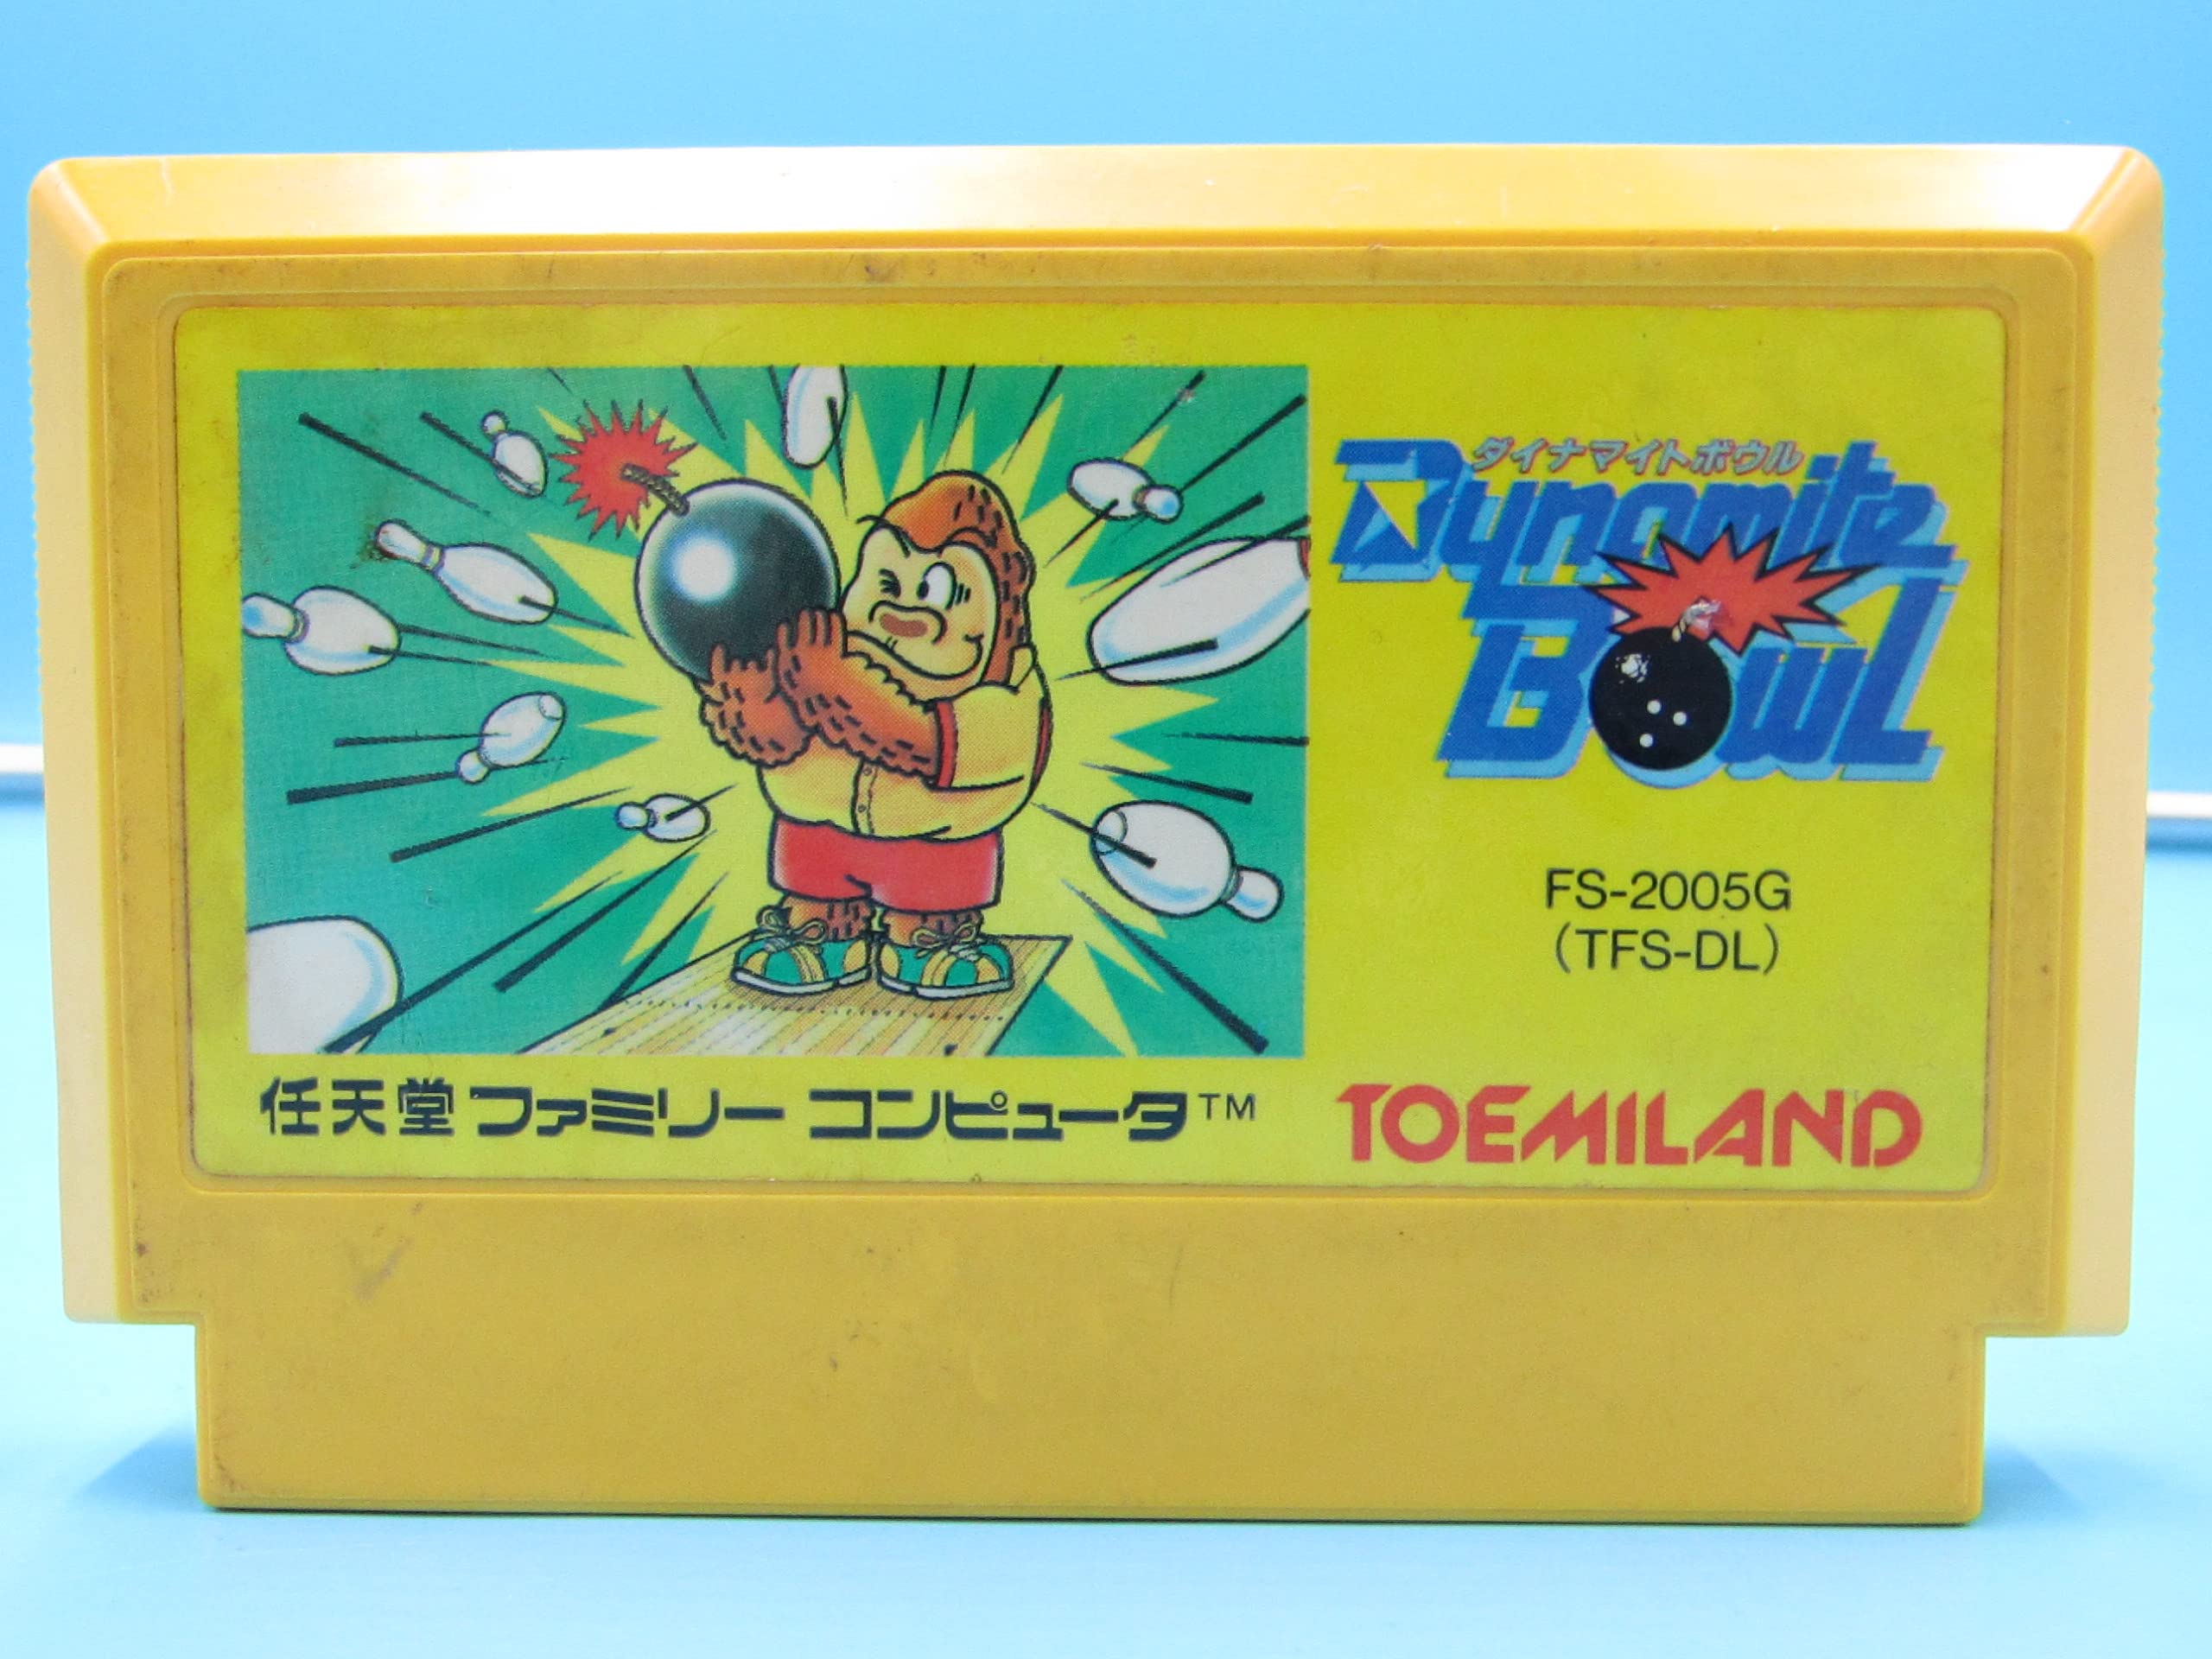 任天堂 ファミリー コンピュータ™
ダイナマイトボウル
Dynamite
Bowl
FS-2005G
(TFS-DL)
TOEMILAND